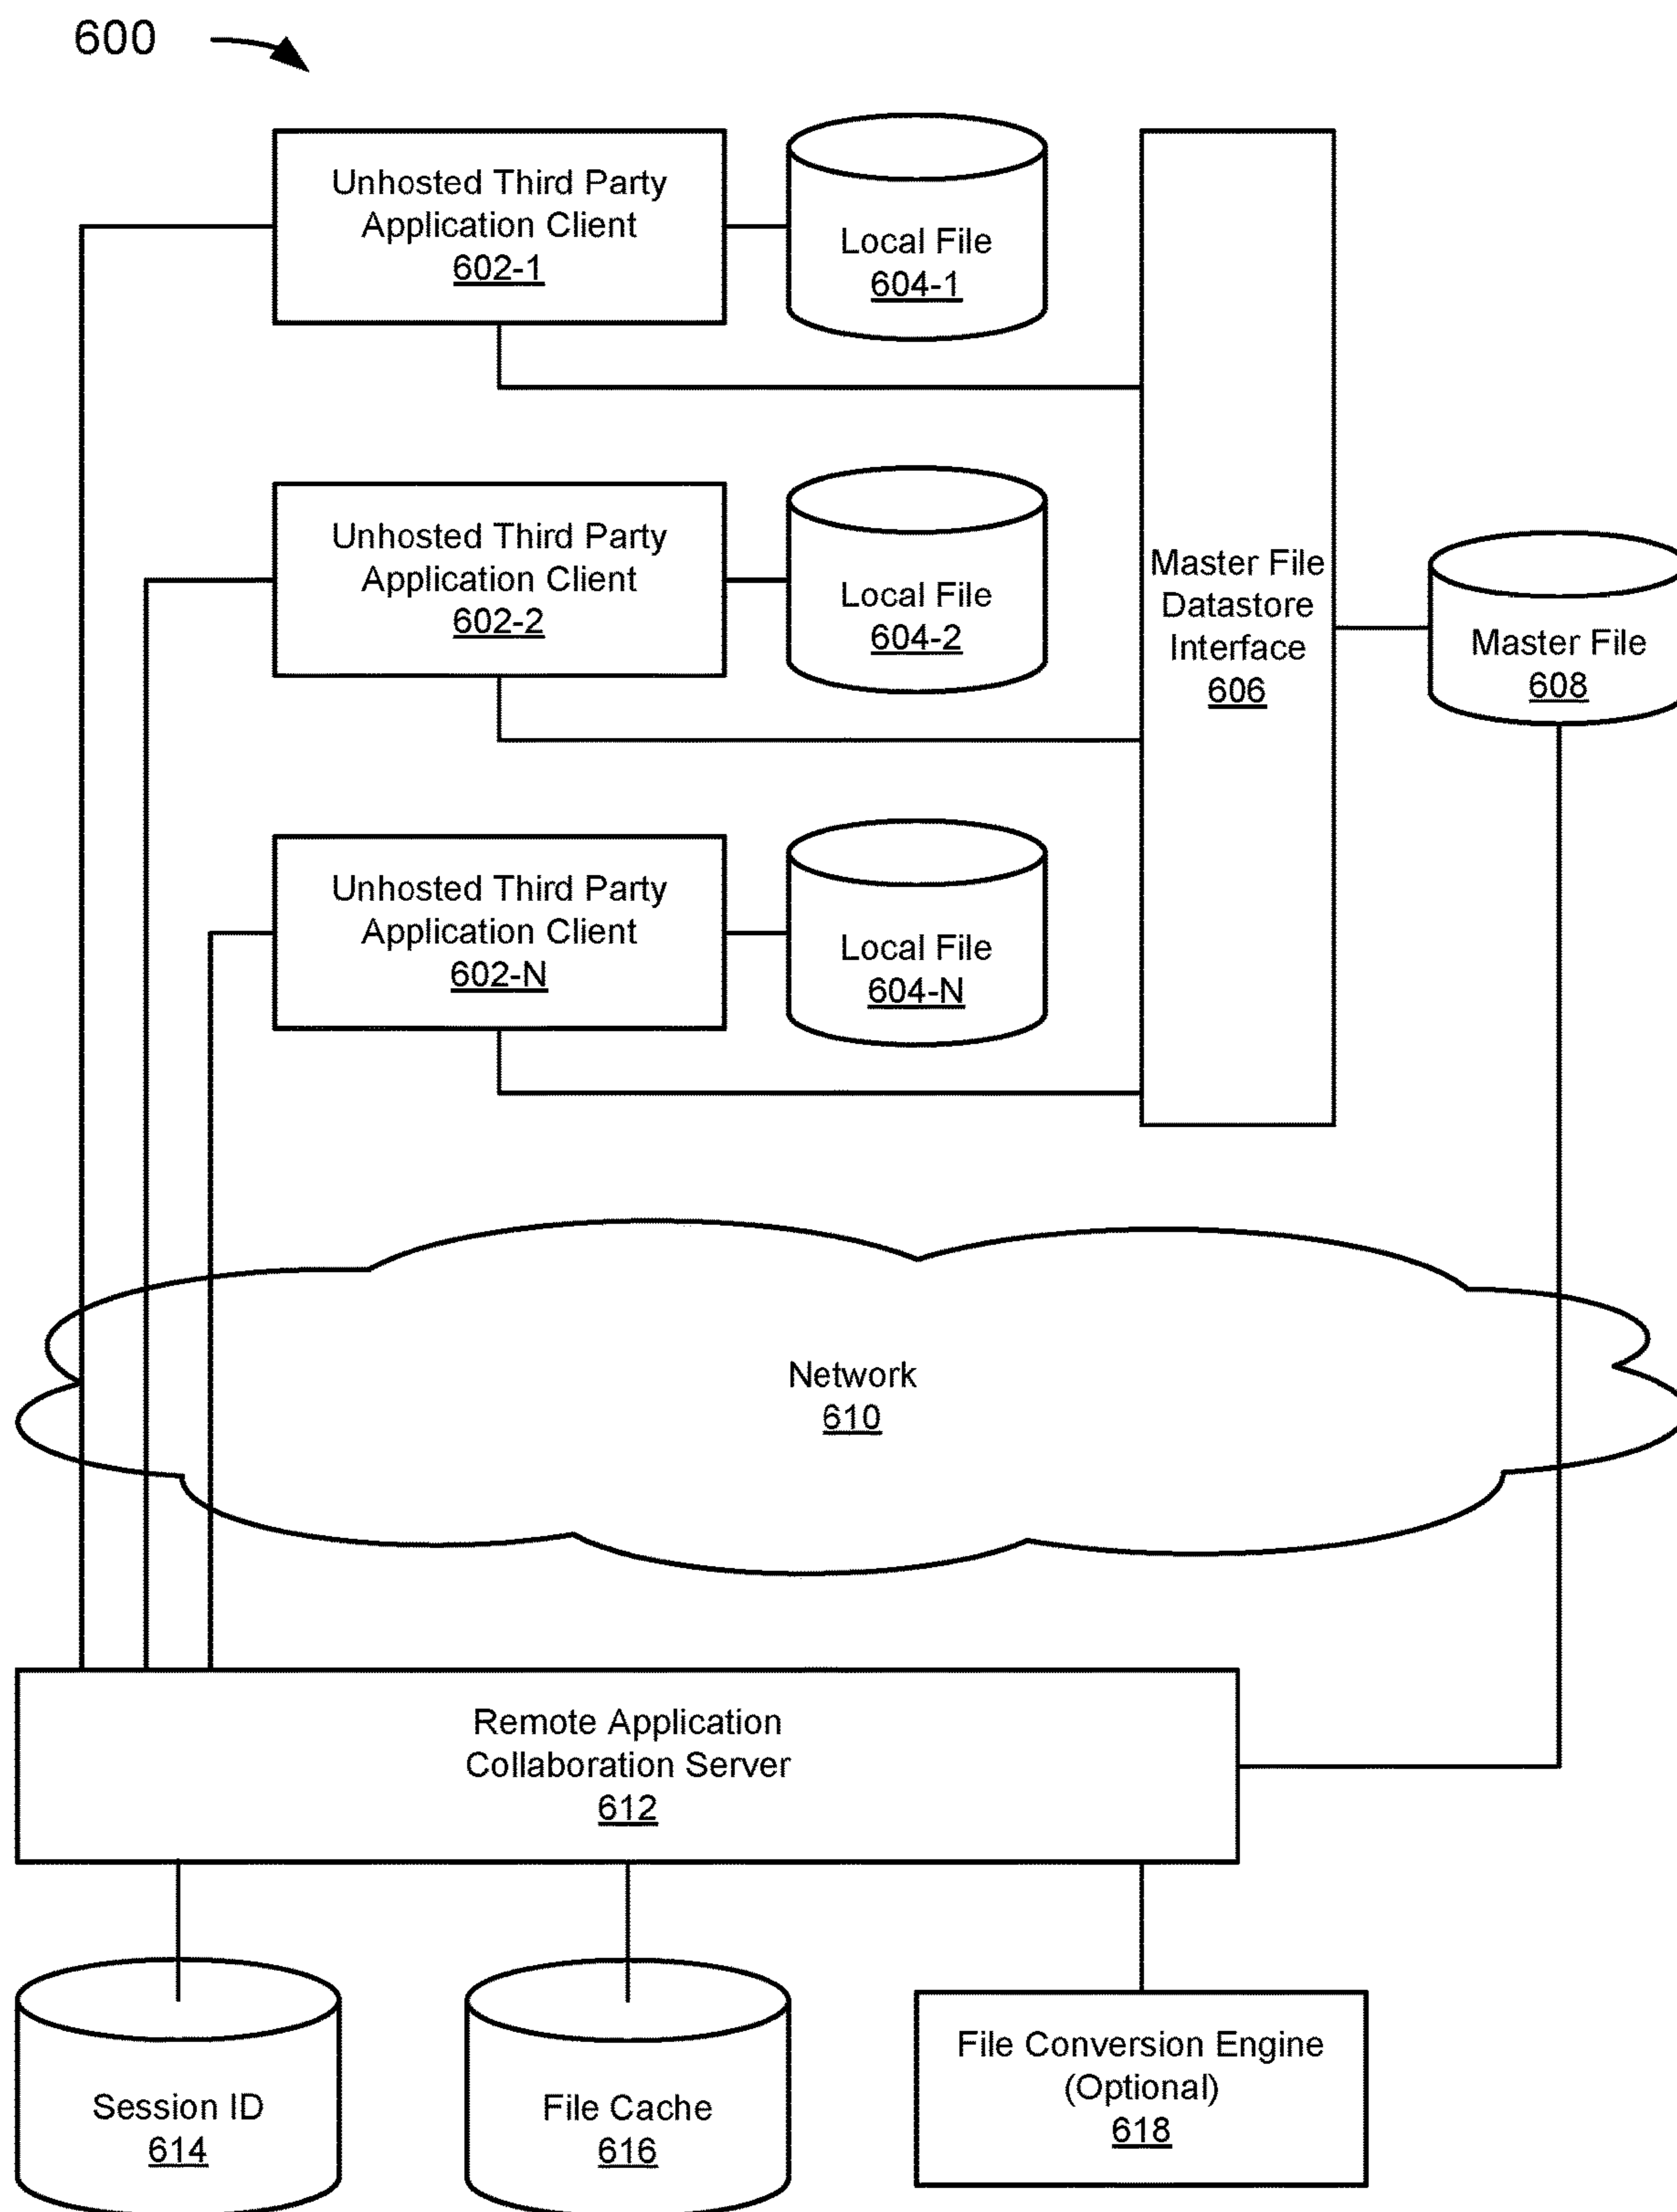 600
Unhosted Third Party
Application Client
602-1
Local File
604-1
Unhosted Third Party
Application Client
602-2
Local File
604-2
Master File
Datastore
Interface
606
Master File
608
Unhosted Third Party
Application Client
602-N
Local File
604-N
Network
610
Remote Application
Collaboration Server
612
Session ID
614
File Cache
616
File Conversion Engine
(Optional)
618